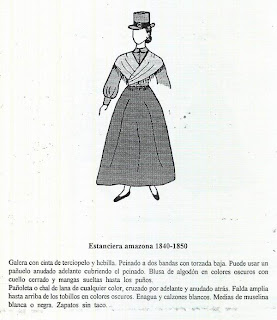 Estanciera amazona 1840-1850
Galera con cinta de terciopelo y hebilla. Peinado a dos bandas con torzada baja. Puede usar un
pañuelo anudado adelante cubriendo el peinado. Blusa de algodón en colores oscuros con
cuello cerrado y mangas sueltas hasta los puños.
Pañoleta o chal de lana de cualquier color, cruzado por adelante y anudado atrás. Falda amplia
hasta arriba de los tobillos en colores oscuros. Enagua y calzones blancos. Medias de muselina
blanca o negra. Zapatos sin taco.